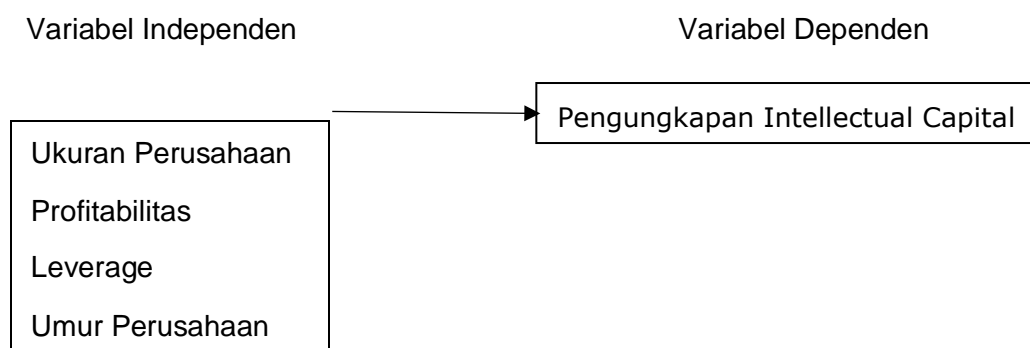 Variabel Independen
Variabel Dependen
Pengungkapan Intellectual Capital
Ukuran Perusahaan
Profitabilitas
Leverage
Umur Perusahaan